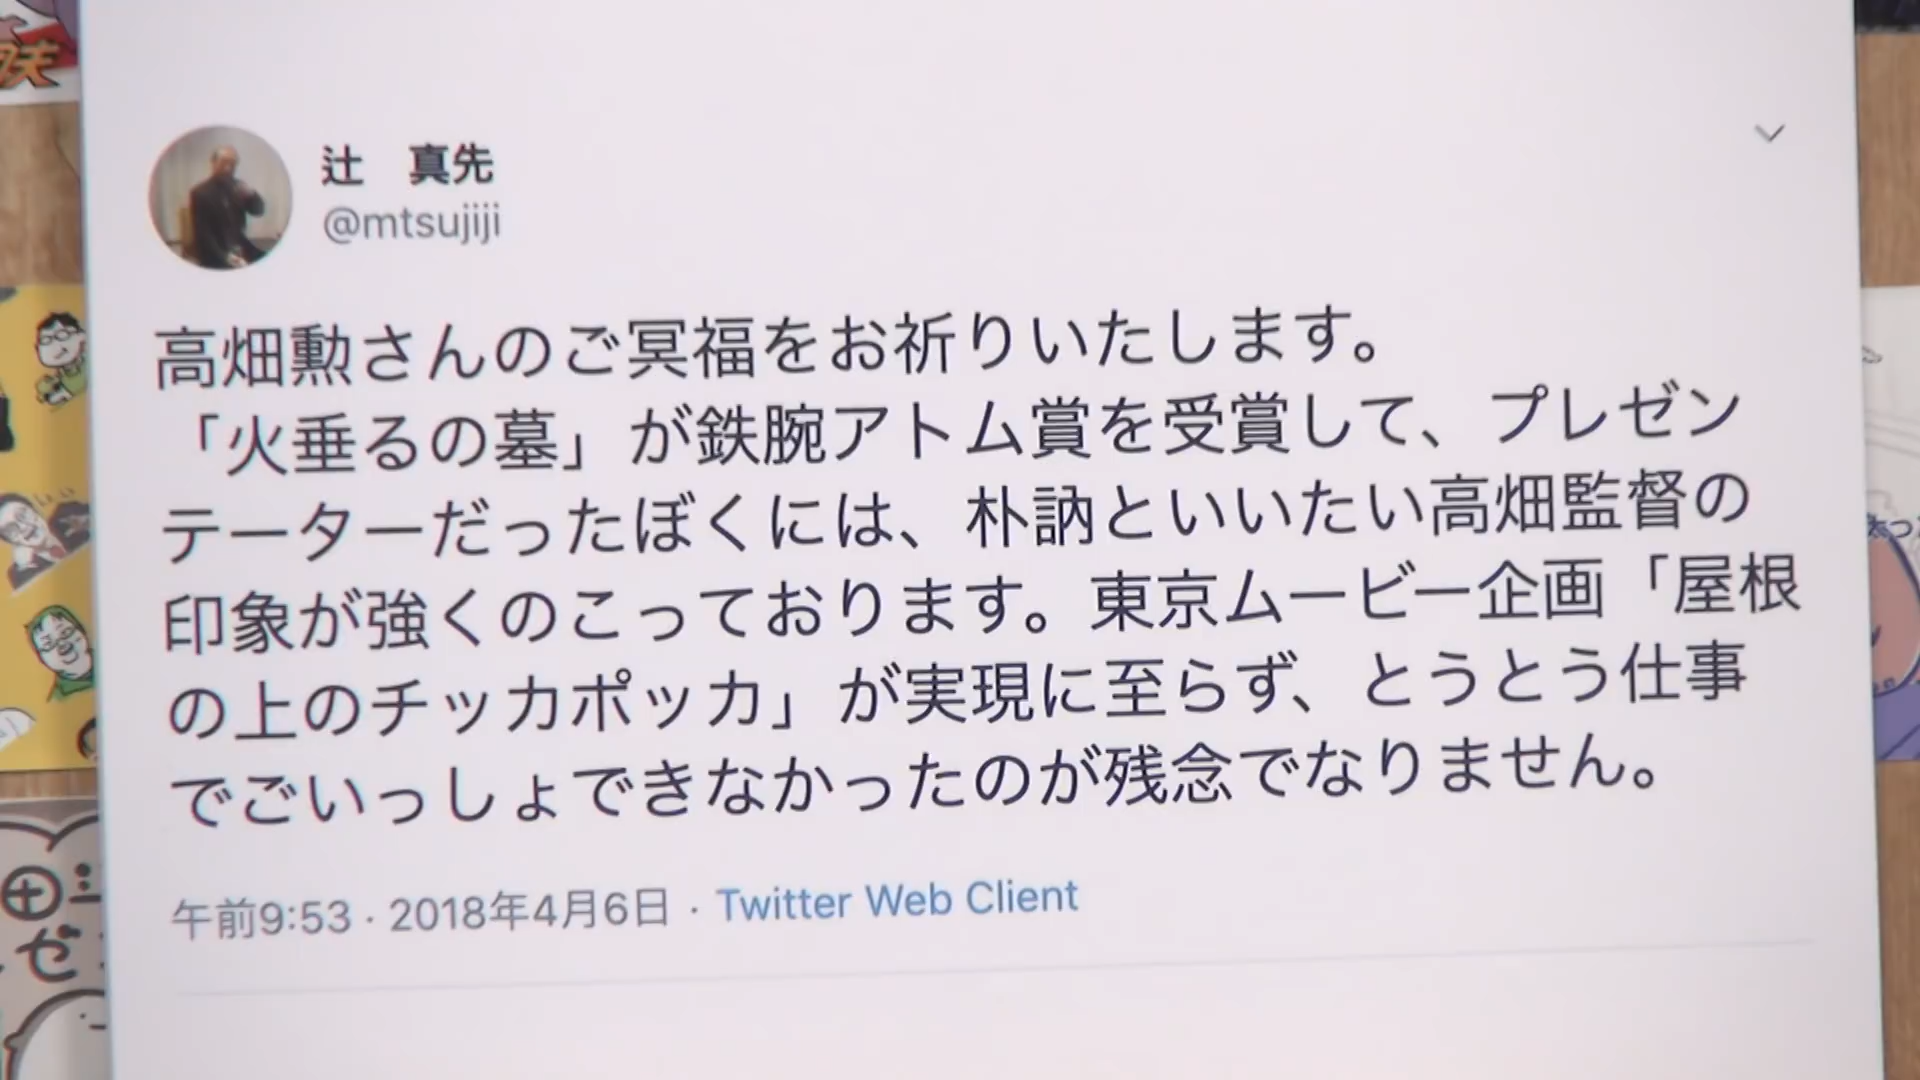 辻　真先
@mtsujiji
高畑勲さんのご冥福をお祈りいたします。
「火垂るの墓」が鉄腕アトム賞を受賞して、プレゼン
テーターだったぼくには、朴訥といいたい高畑監督の
印象が強くのこっております。東京ムービー企画「屋根
の上のチッカポッカ」が実現に至らず、とうとう仕事
でごいっしょできなかったのが残念でなりません。
午前9:53 · 2018年4月6日 · Twitter Web Client